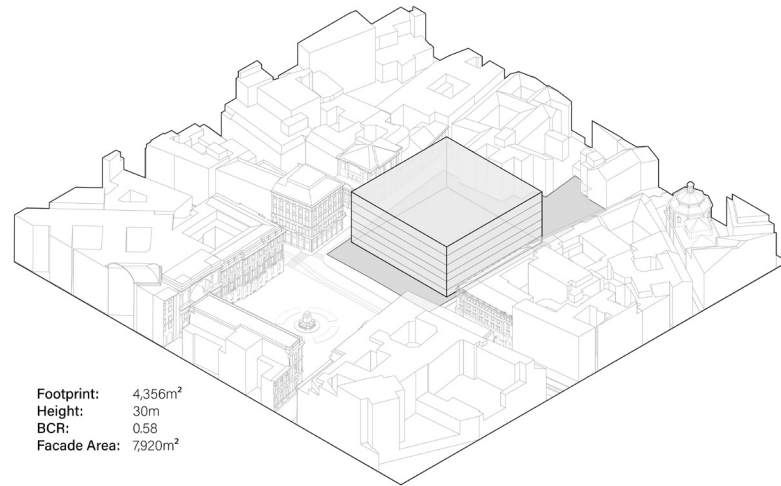 Footprint: 4,356m²
Height: 30m
BCR: 0.58
Facade Area: 7,920m²